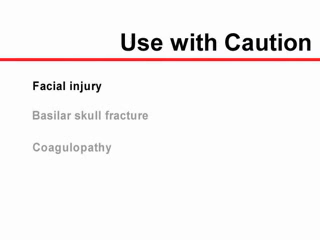 Use with Caution
Facial injury
Basilar skull fracture
Coagulopathy